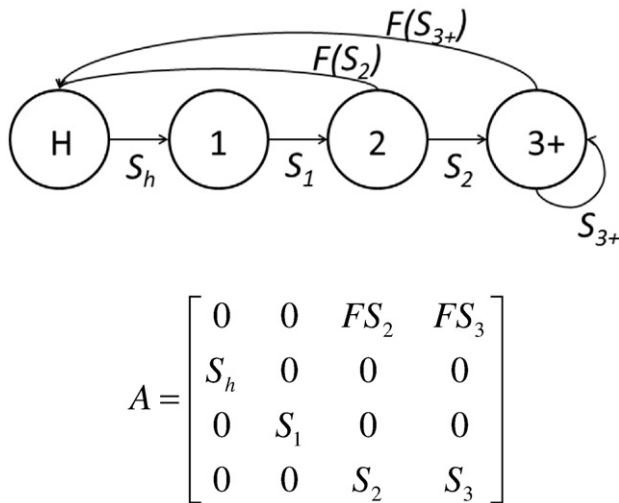 F(S₃₊)
F(S₂)
H 1 2 3+
Sₕ S₁ S₂
S₃₊
A = [ 0 0 FS₂ FS₃
Sₕ 0 0 0
0 S₁ 0 0
0 0 S₂ S₃ ]